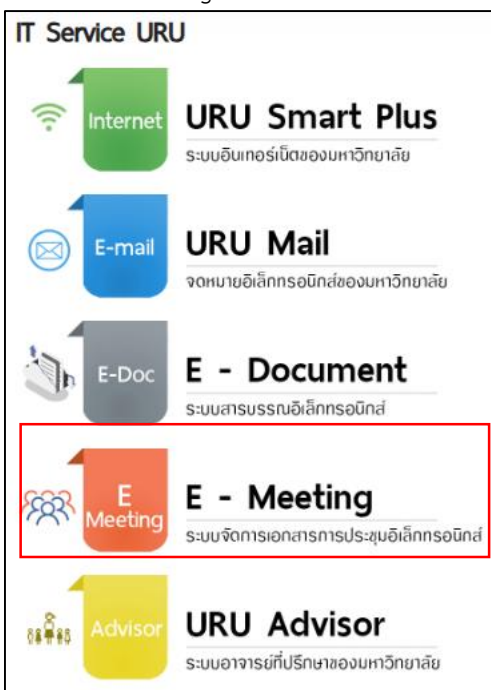 IT Service URU
Internet
URU Smart Plus
ระบบอินเทอร์เน็ตของมหาวิทยาลัย
E-mail
URU Mail
จดหมายอิเล็กทรอนิกส์ของมหาวิทยาลัย
E-Doc
E - Document
ระบบสารบรรณอิเล็กทรอนิกส์
E
Meeting
E - Meeting
ระบบจัดการเอกสารการประชุมอิเล็กทรอนิกส์
Advisor
URU Advisor
ระบบอาจารย์ที่ปรึกษาของมหาวิทยาลัย